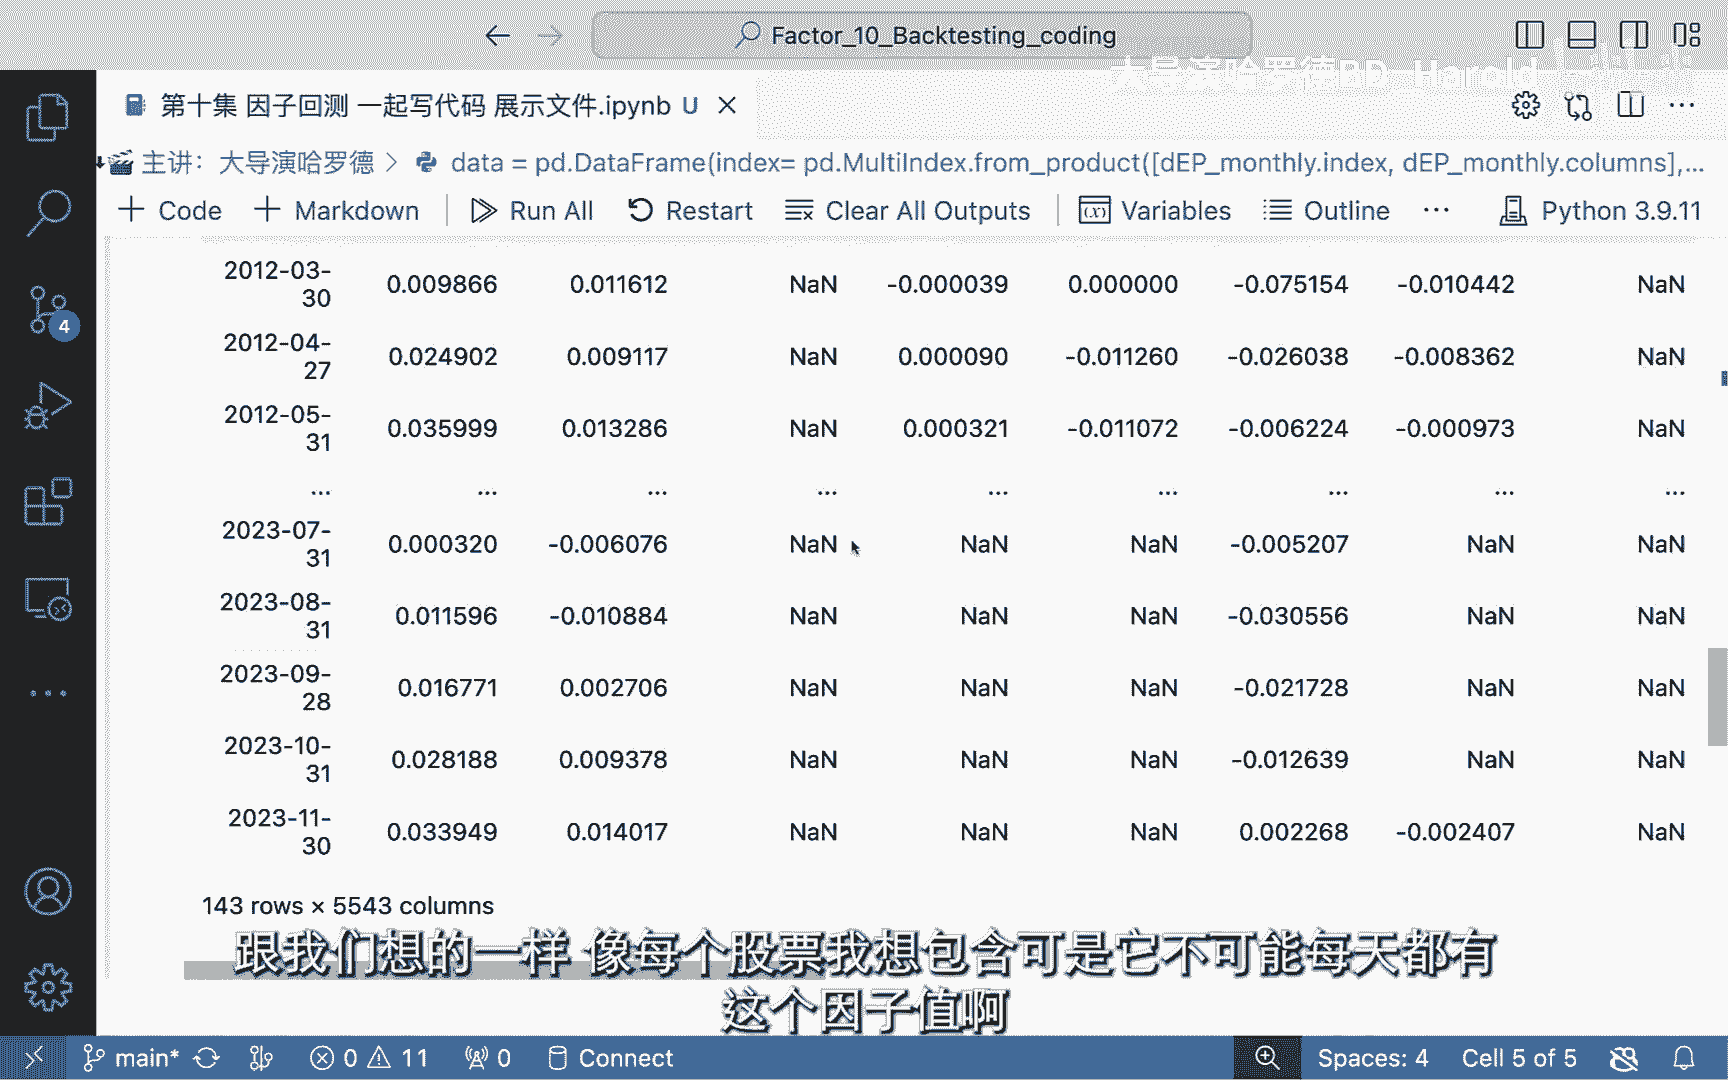 Factor_10_Backtesting_coding
大导演哈罗德BD_Harold
第十集 因子回测 一起写代码 展示文件.ipynb U
主讲：大导演哈罗德 > data = pd.DataFrame(index= pd.MultiIndex.from_product([dEP_monthly.index, dEP_monthly.columns],...
Code Markdown Run All Restart Clear All Outputs Variables Outline ... Python 3.9.11
2012-03-30 0.009866 0.011612 NaN -0.000039 0.000000 -0.075154 -0.010442 NaN
2012-04-27 0.024902 0.009117 NaN 0.000090 -0.011260 -0.026038 -0.008362 NaN
2012-05-31 0.035999 0.013286 NaN 0.000321 -0.011072 -0.006224 -0.000973 NaN
... ... ... ... ... ... ... ... ...
2023-07-31 0.000320 -0.006076 NaN NaN NaN -0.005207 NaN NaN
2023-08-31 0.011596 -0.010884 NaN NaN NaN -0.030556 NaN NaN
2023-09-28 0.016771 0.002706 NaN NaN NaN -0.021728 NaN NaN
2023-10-31 0.028188 0.009378 NaN NaN NaN -0.012639 NaN NaN
2023-11-30 0.033949 0.014017 NaN NaN NaN 0.002268 -0.002407 NaN
143 rows × 5543 columns
跟我们想的一样 像每个股票我想包含可是它不可能每天都有
这个因子值啊
4
main* 0 11 0 Connect Spaces: 4 Cell 5 of 5